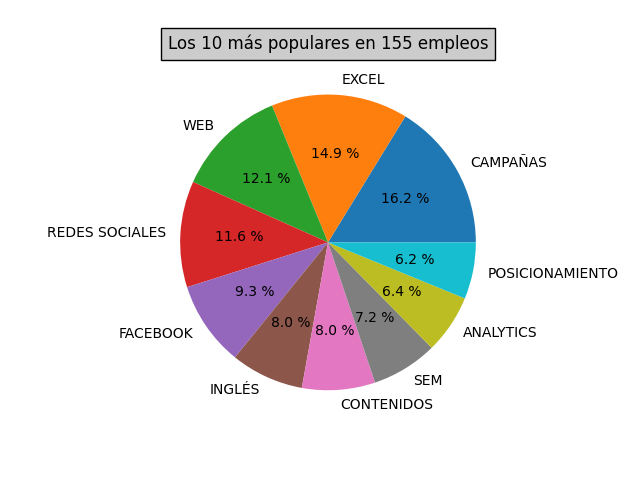 Los 10 más populares en 155 empleos
EXCEL
WEB
CAMPAÑAS
14.9 %
12.1 %
16.2 %
REDES SOCIALES
11.6 %
6.2 %
POSICIONAMIENTO
9.3 %
6.4 %
FACEBOOK
8.0 %
8.0 %
7.2 %
ANALYTICS
INGLÉS
SEM
CONTENIDOS